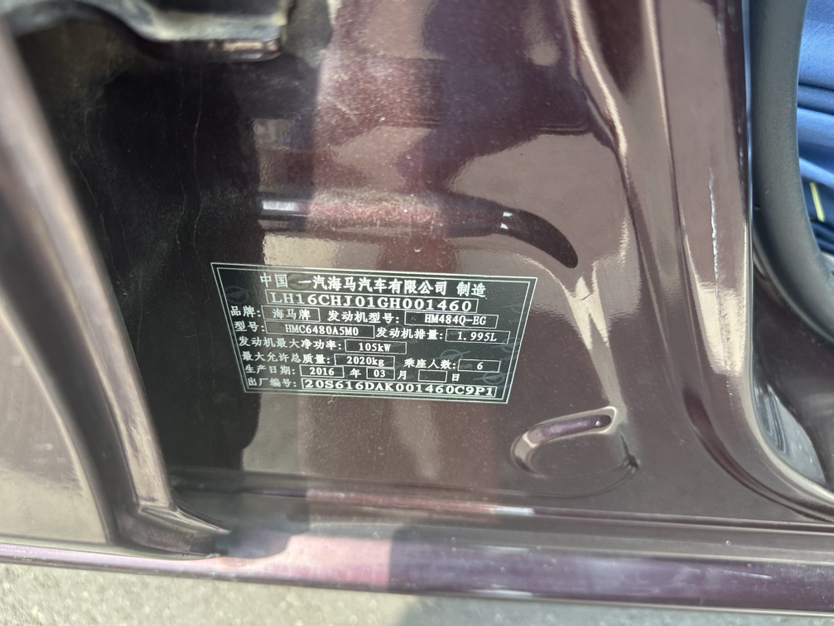 中国 一汽海马汽车有限公司 制造
LH16CHJ01GH001460
品牌: 海马牌 发动机型号: HM484Q-EG
型号: HMC6480A5M0 发动机排量: 1.995L
发动机最大净功率: 105kW
最大允许总质量: 2020kg 乘座人数: 6
生产日期: 2016 年 03 月 日
出厂编号: 20S616DAK001460C9P1